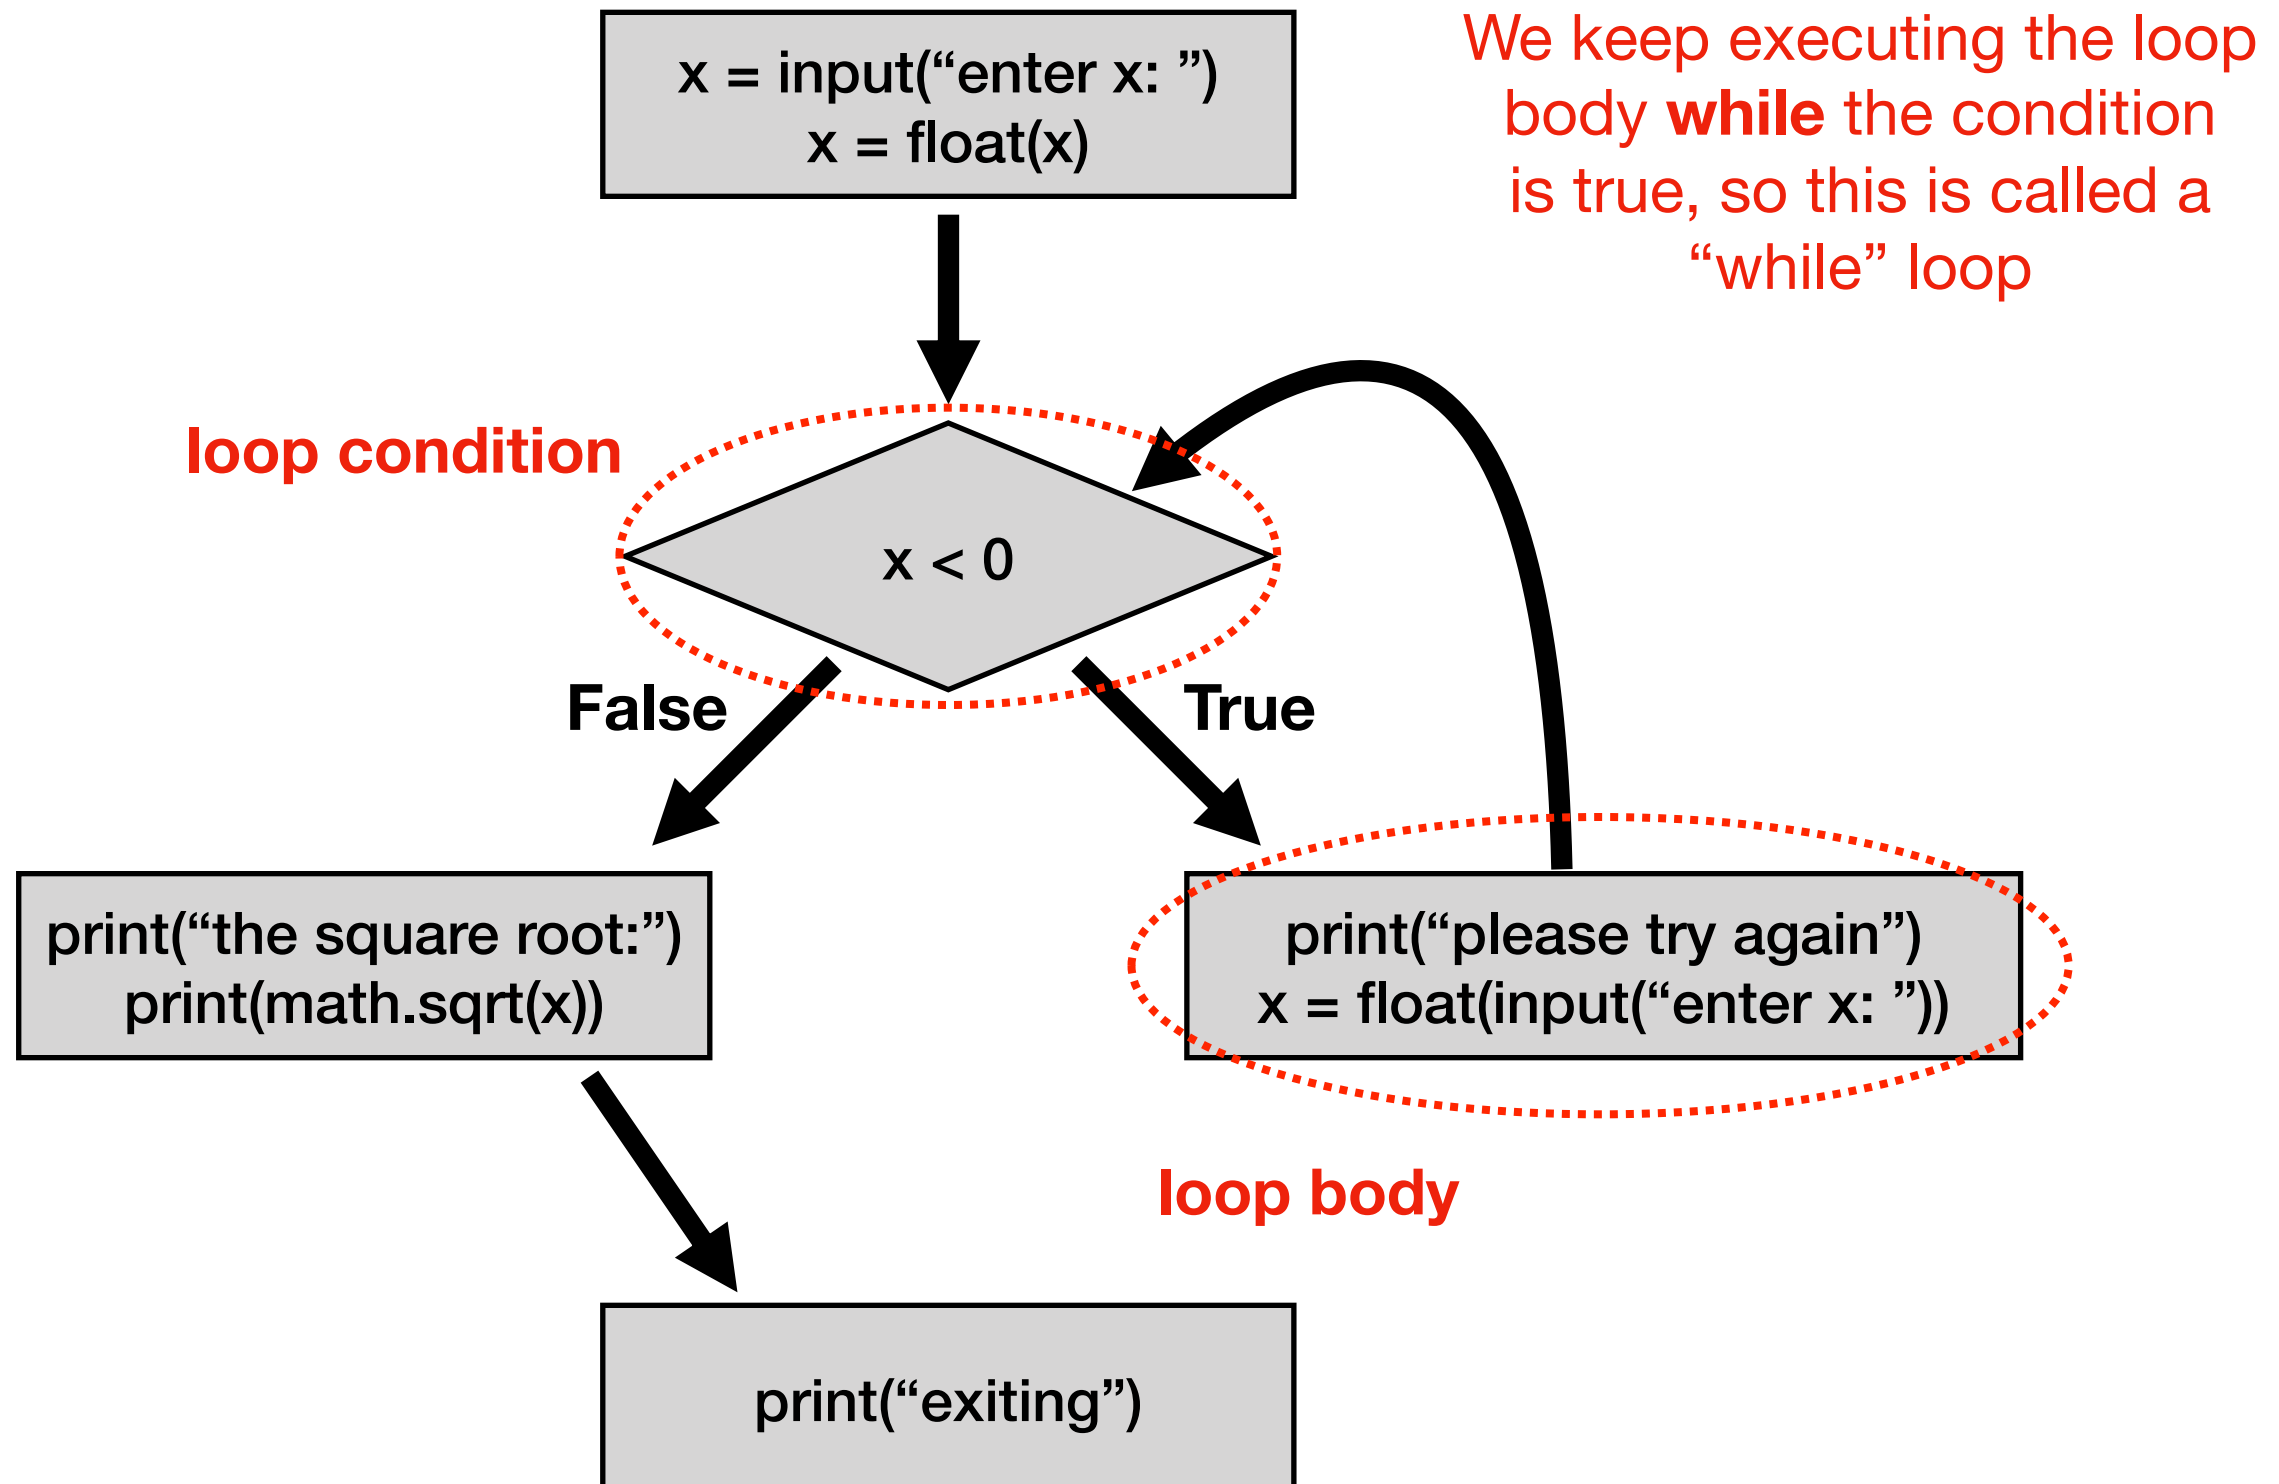 x = input(“enter x: ”)
x = float(x)
We keep executing the loop
body while the condition
is true, so this is called a
“while” loop
loop condition
x < 0
False
True
print(“the square root:”)
print(math.sqrt(x))
print(“please try again”)
x = float(input(“enter x: ”))
loop body
print(“exiting”)